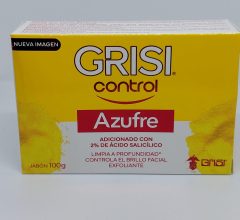 NUEVA IMAGEN
GRISI
control
Azufre
ADICIONADO CON
2% DE ÁCIDO SALICÍLICO
LIMPIA A PROFUNDIDAD*
CONTROLA EL BRILLO FACIAL
EXFOLIANTE
JABÓN 100g
GRISI